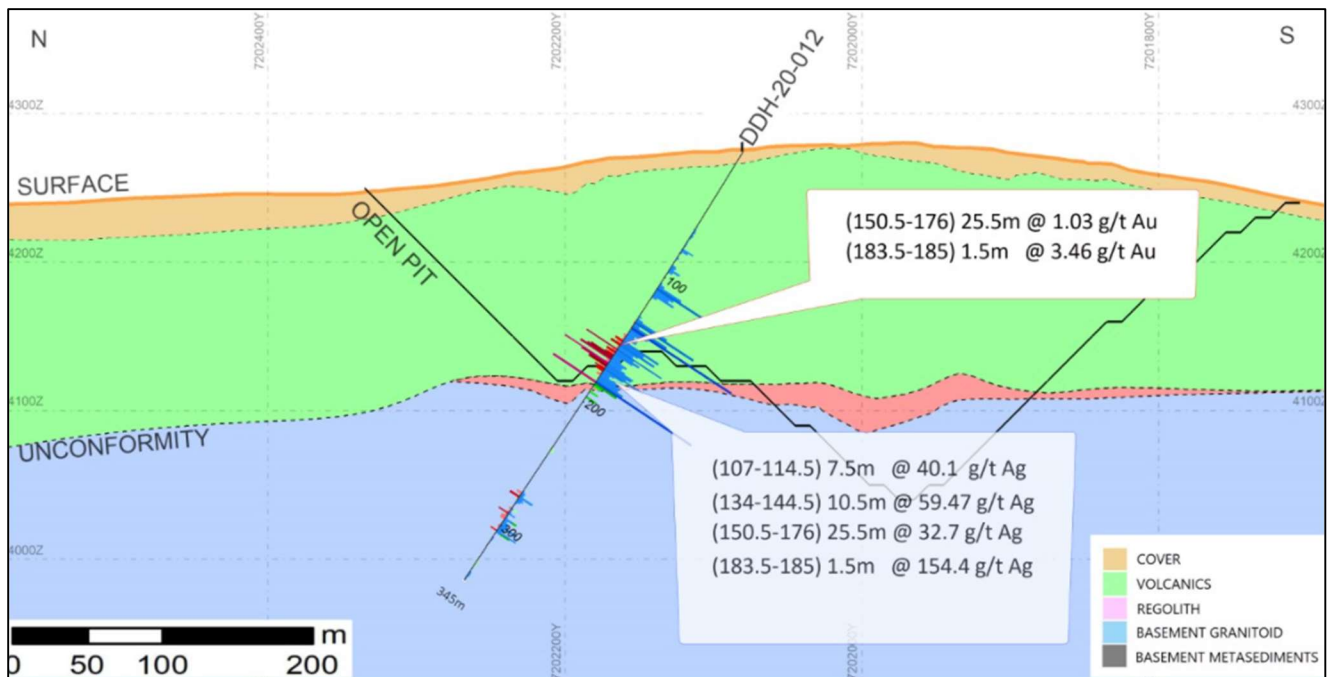 N
S
7202400Y
7202200Y
7202000Y
7201800Y
DDH-20-012
4300Z
4300Z
SURFACE
OPEN PIT
(150.5-176) 25.5m @ 1.03 g/t Au
(183.5-185) 1.5m @ 3.46 g/t Au
4200Z
4200Z
100
4100Z
4100Z
200
UNCONFORMITY
(107-114.5) 7.5m @ 40.1 g/t Ag
(134-144.5) 10.5m @ 59.47 g/t Ag
(150.5-176) 25.5m @ 32.7 g/t Ag
(183.5-185) 1.5m @ 154.4 g/t Ag
300
4000Z
4000Z
345m
COVER
VOLCANICS
REGOLITH
BASEMENT GRANITOID
BASEMENT METASEDIMENTS
m
0 50 100 200
7202200Y
7202000Y